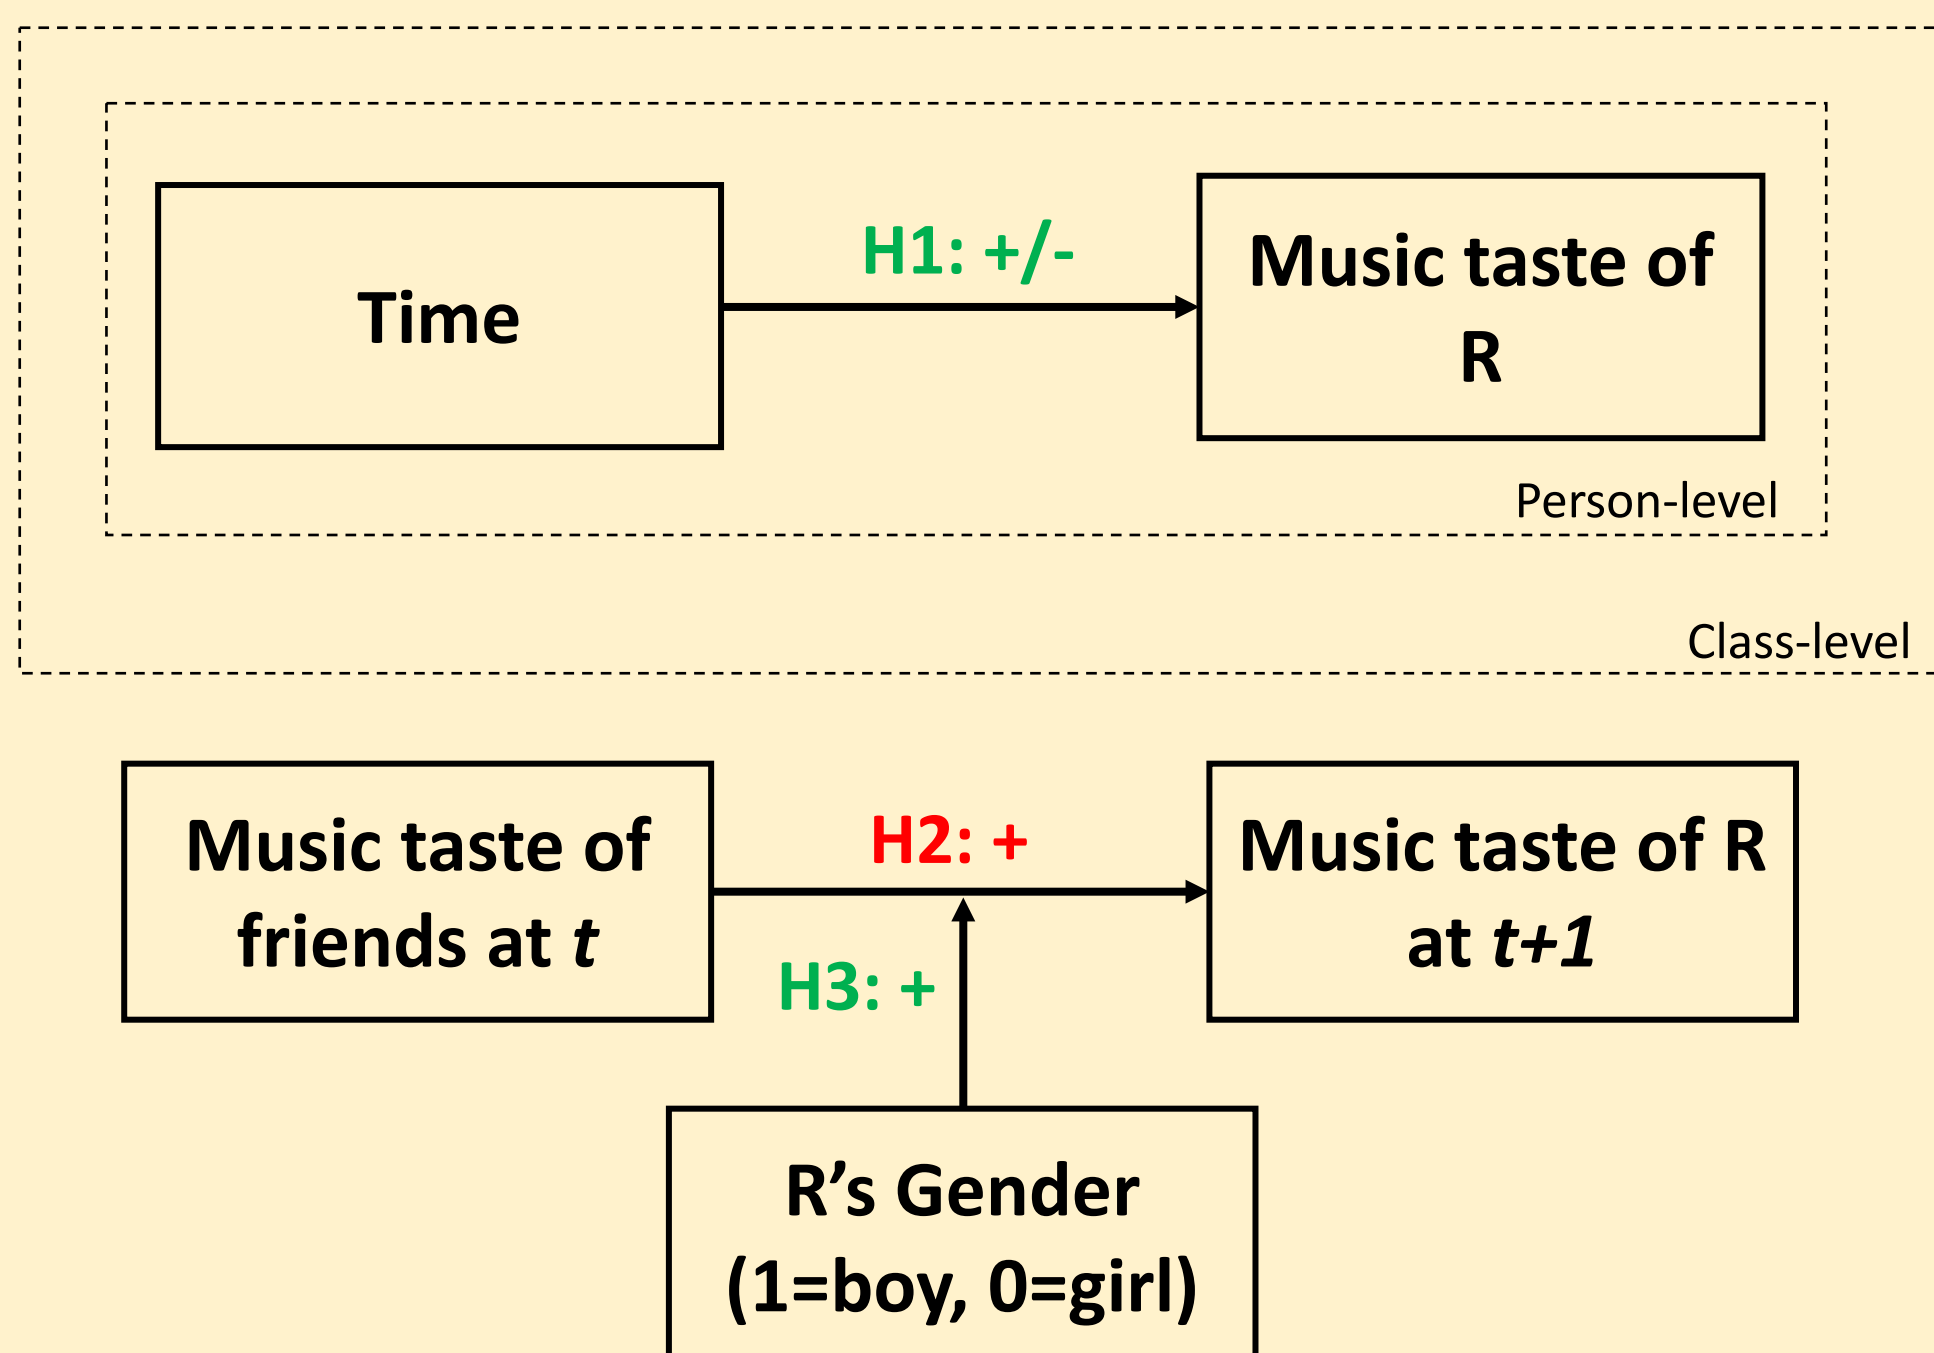 H1: +/-
Time
Music taste of
R
Person-level
Class-level
Music taste of
friends at t
H2: +
Music taste of R
at t+1
H3: +
R’s Gender
(1=boy, 0=girl)